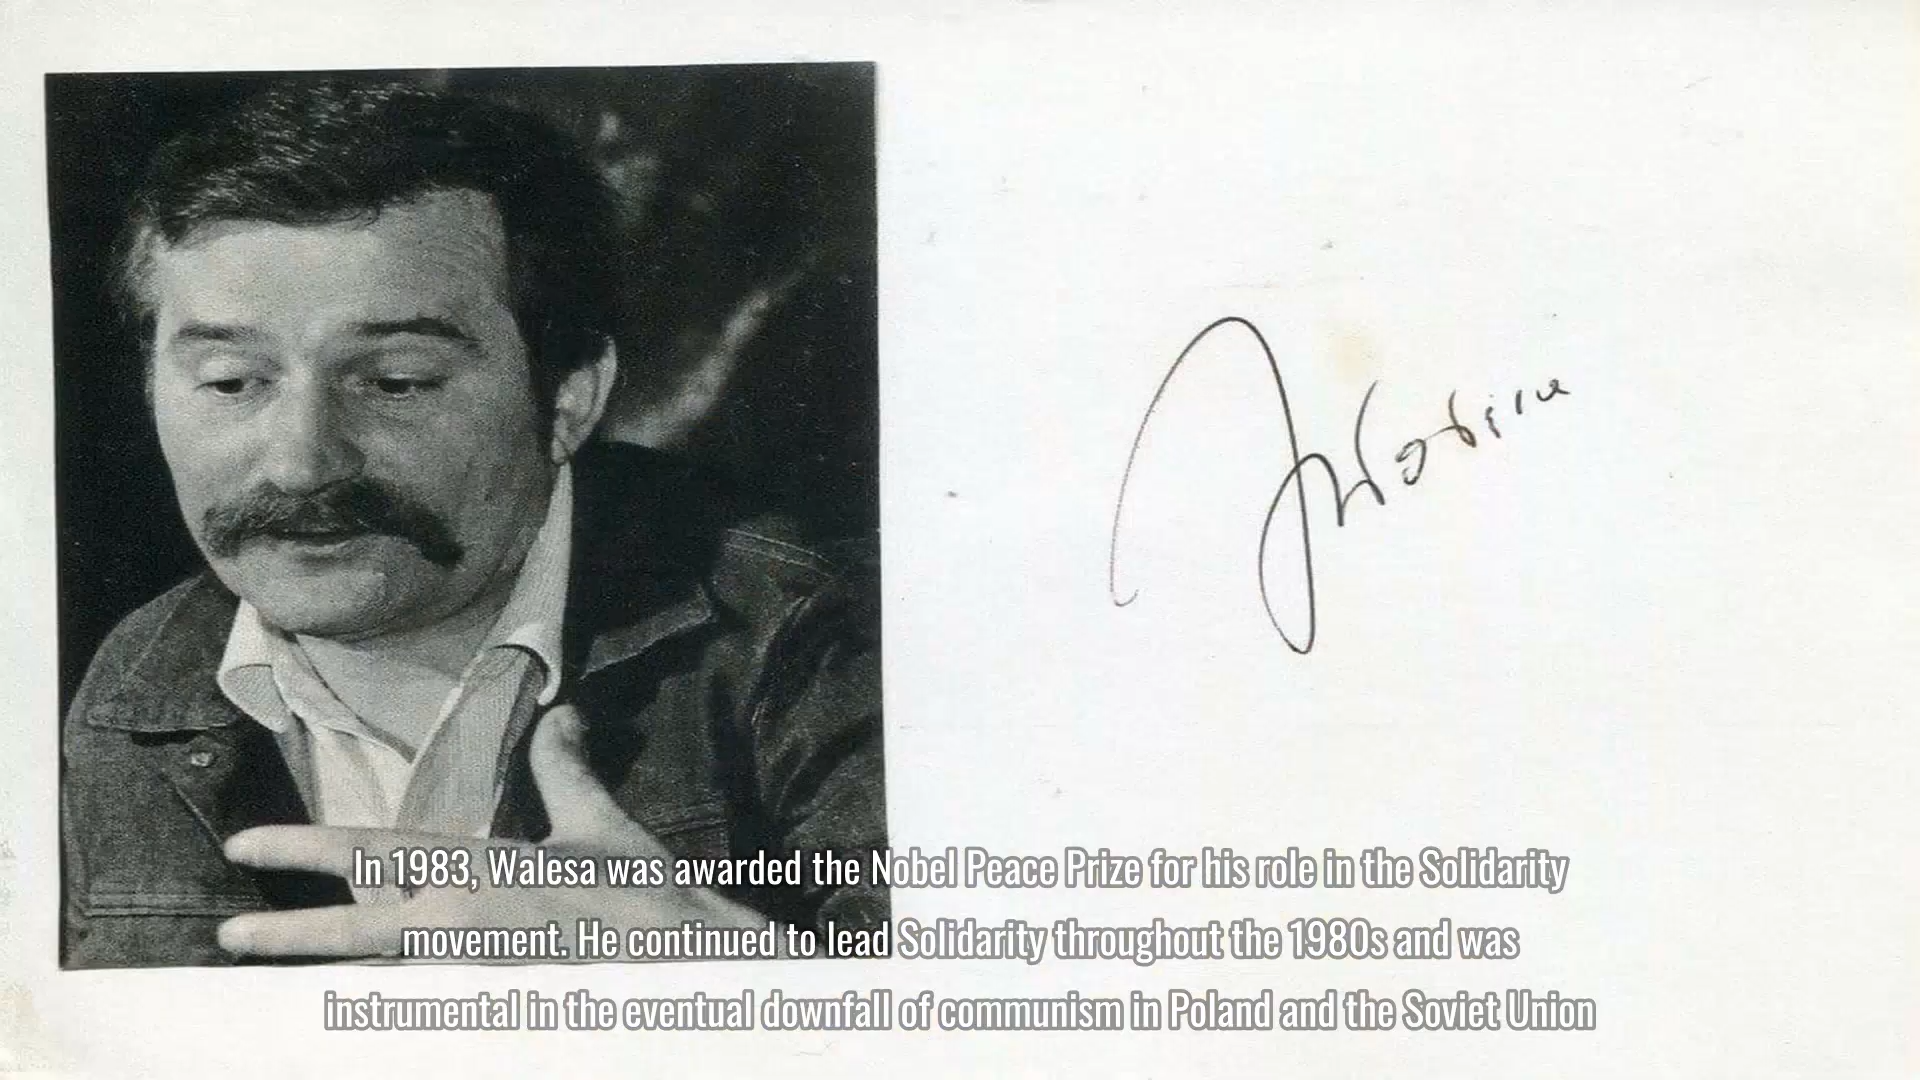 In 1983, Walesa was awarded the Nobel Peace Prize for his role in the Solidarity
movement. He continued to lead Solidarity throughout the 1980s and was
instrumental in the eventual downfall of communism in Poland and the Soviet Union